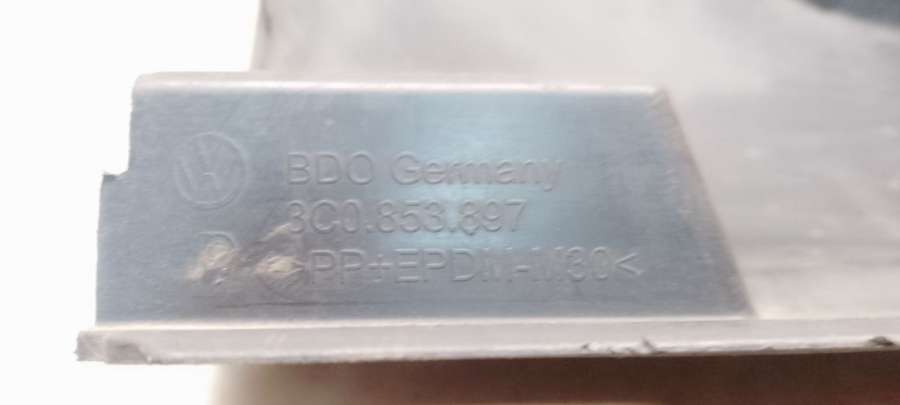 BDO Germany
3C0.853.897
>PP+EPDM-M30<